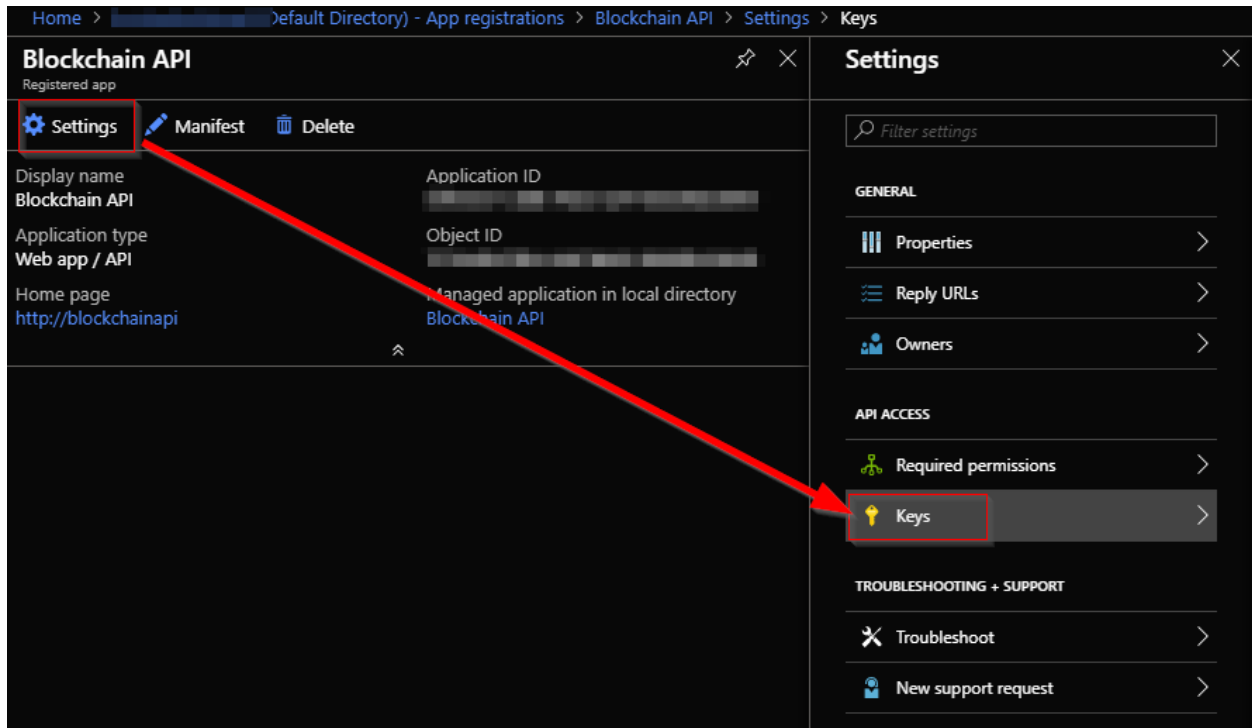 Home > Default Directory) - App registrations > Blockchain API > Settings > Keys
Blockchain API
Registered app
Settings Manifest Delete
Display name
Blockchain API
Application type
Web app / API
Home page
http://blockchainapi
Application ID
Object ID
Managed application in local directory
Blockchain API
Settings
Filter settings
GENERAL
Properties
Reply URLs
Owners
API ACCESS
Required permissions
Keys
TROUBLESHOOTING + SUPPORT
Troubleshoot
New support request